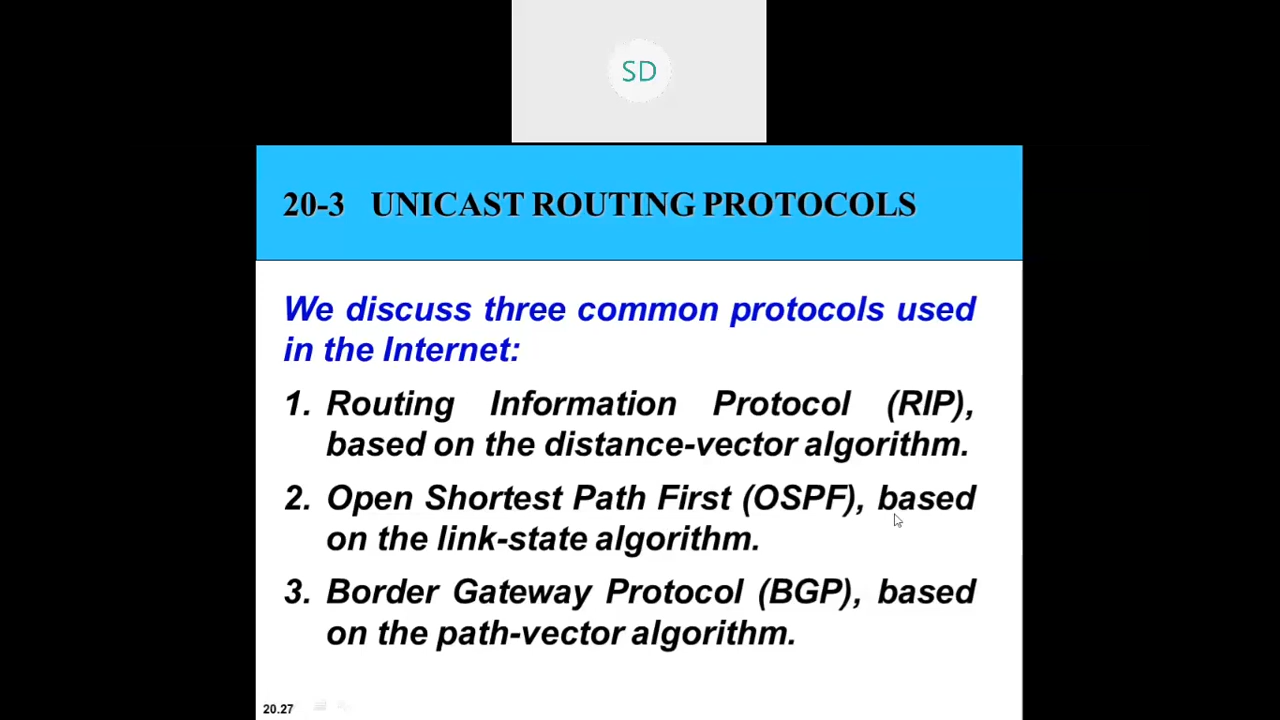 SD
20-3 UNICAST ROUTING PROTOCOLS
We discuss three common protocols used
in the Internet:
1. Routing Information Protocol (RIP),
based on the distance-vector algorithm.
2. Open Shortest Path First (OSPF), based
on the link-state algorithm.
3. Border Gateway Protocol (BGP), based
on the path-vector algorithm.
20.27